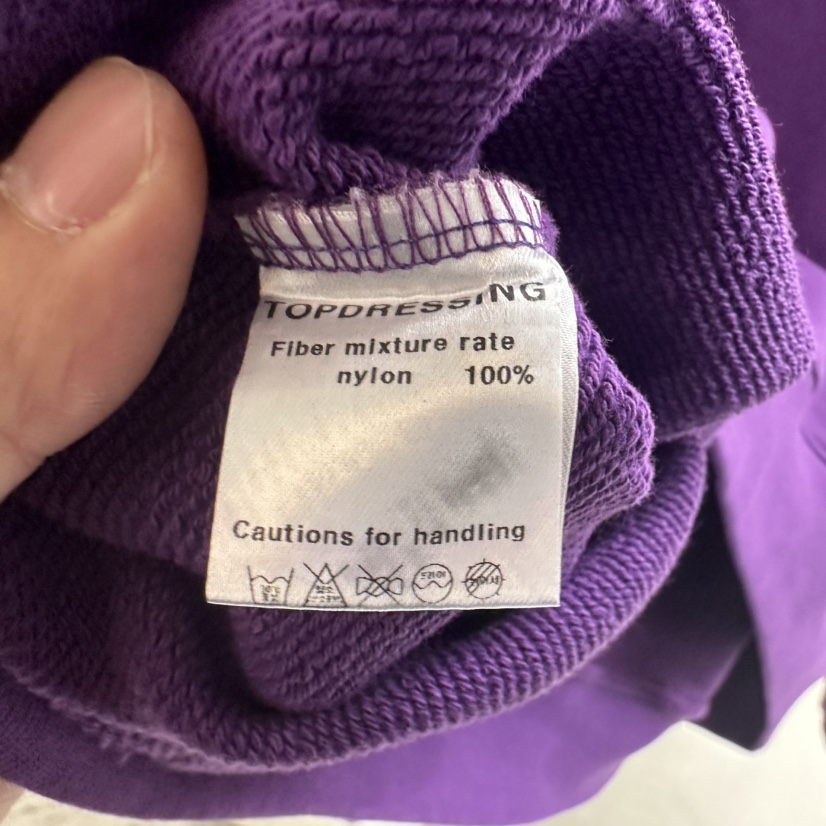 TOPDRESSING
Fiber mixture rate
nylon 100%
Cautions for handling